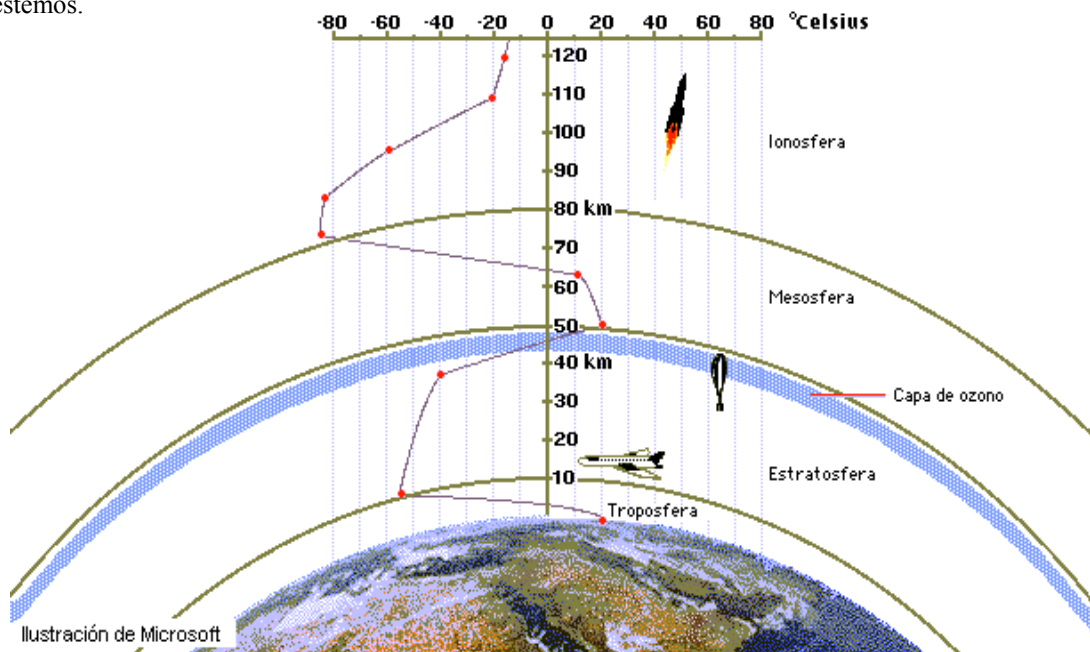 estemos.
-80 -60 -40 -20 0 20 40 60 80 °Celsius
120
110
100
Ionosfera
90
80 km
70
60
Mesosfera
50
40 km
Capa de ozono
30
20
Estratosfera
10
Troposfera
Ilustración de Microsoft